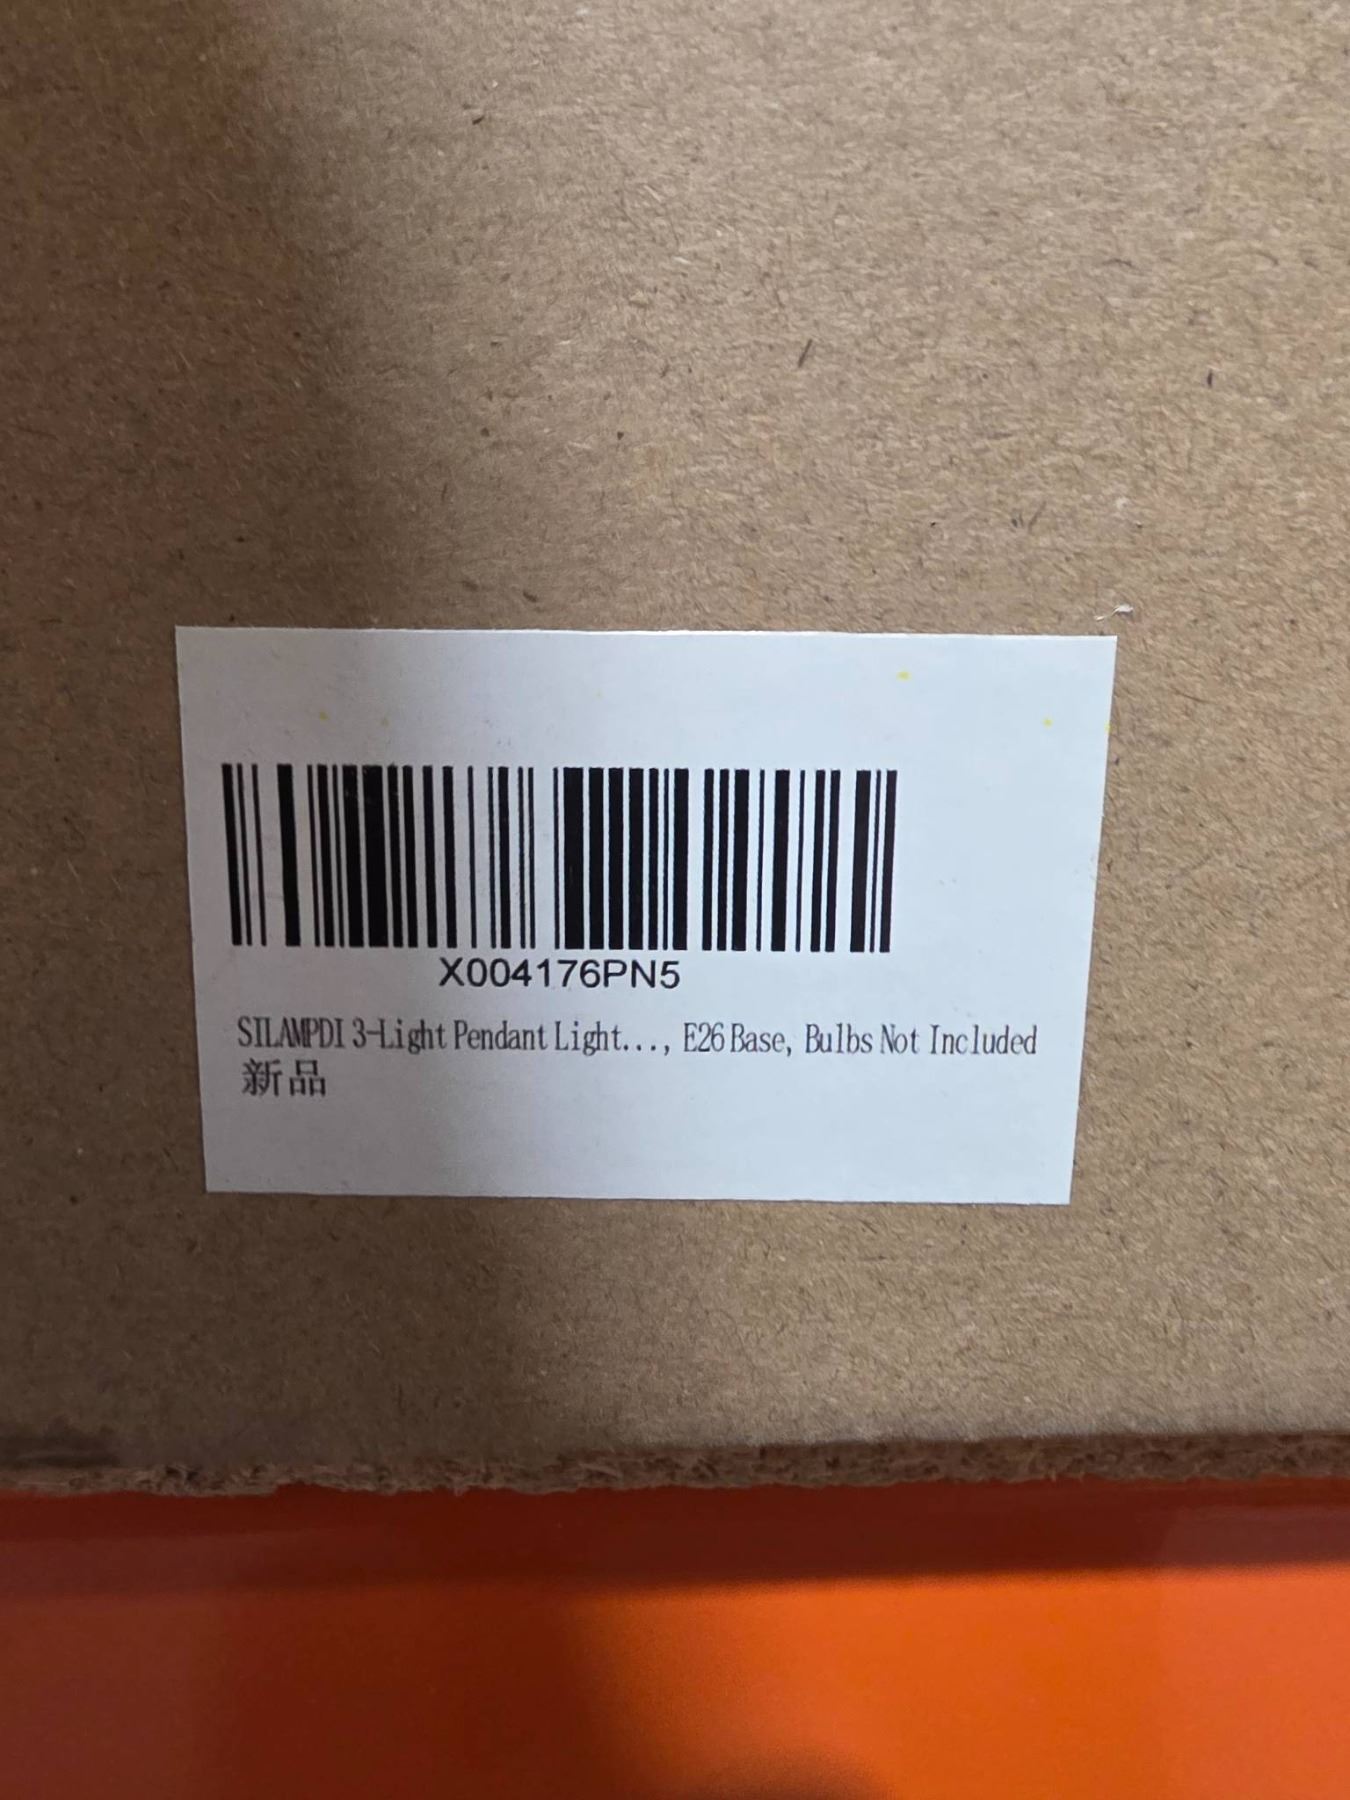 X004176PN5
SILAMPDI 3-Light Pendant Light..., E26 Base, Bulbs Not Included
新品